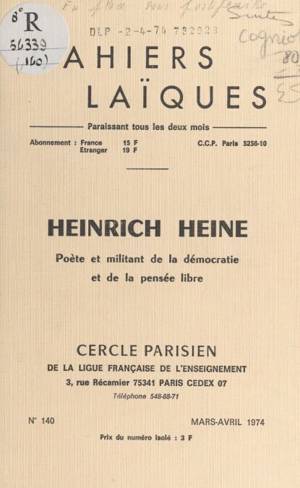 8°
R
56339
(140)
DLP -2-4-74
AHIERS
LAÏQUES
Paraissant tous les deux mois
Abonnement : France 15 F C.C.P. Paris 5256-10
Etranger 19 F
HEINRICH HEINE
Poète et militant de la démocratie
et de la pensée libre
CERCLE PARISIEN
DE LA LIGUE FRANÇAISE DE L'ENSEIGNEMENT
3, rue Récamier 75341 PARIS CEDEX 07
Téléphone 548-88-71
N° 140 MARS-AVRIL 1974
Prix du numéro isolé : 3 F